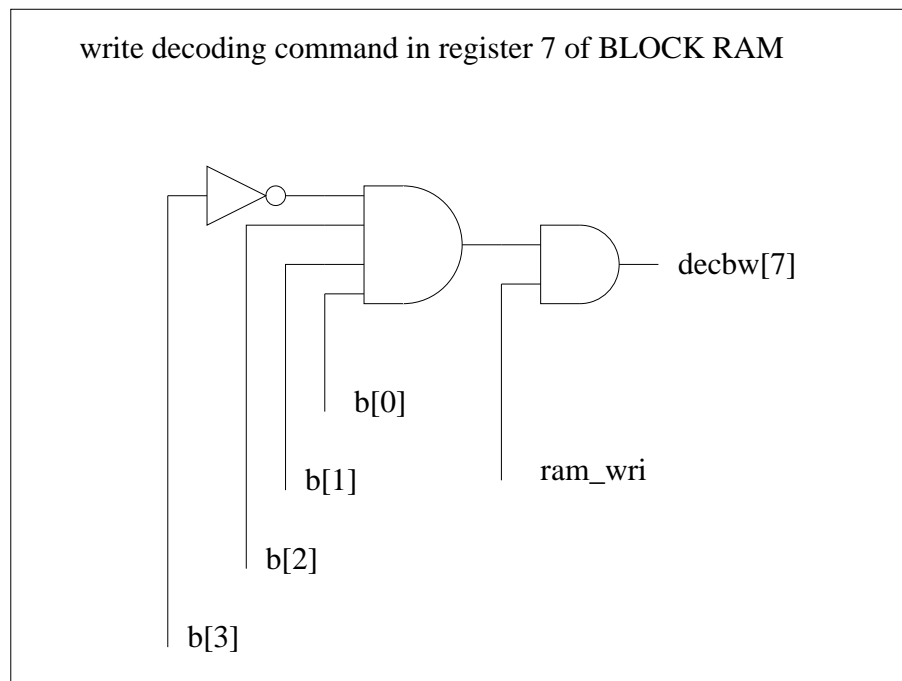 write decoding command in register 7 of BLOCK RAM
decbw[7]
b[0]
ram_wri
b[1]
b[2]
b[3]